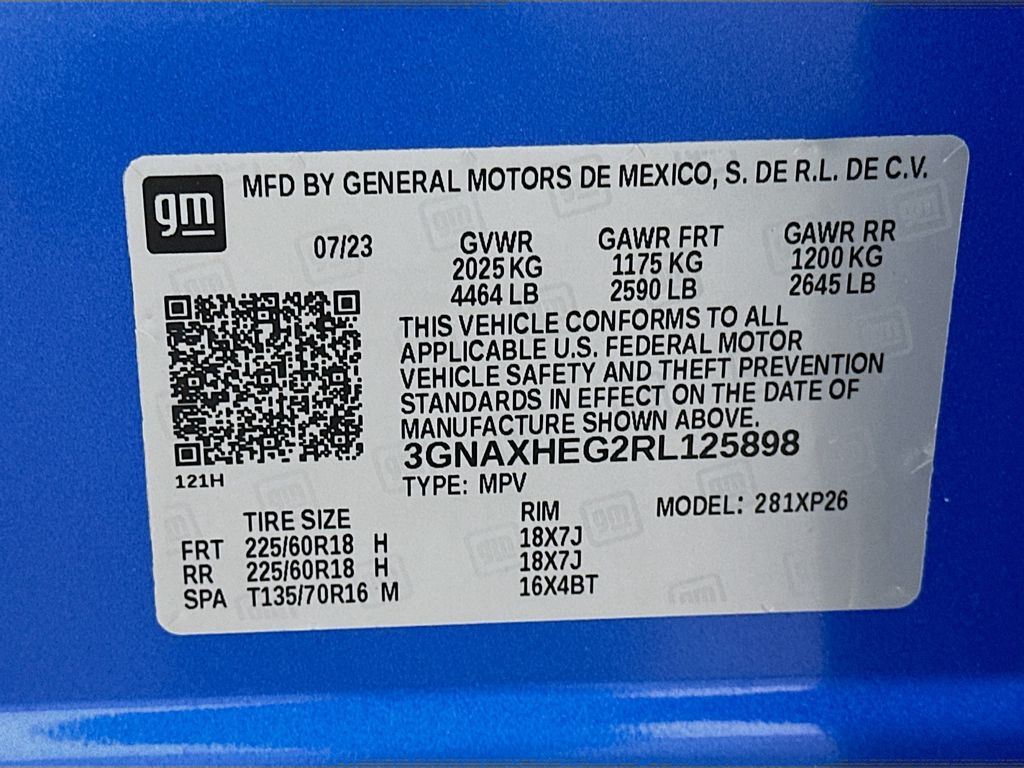 gm
MFD BY GENERAL MOTORS DE MEXICO, S. DE R.L. DE C.V.
07/23 GVWR GAWR FRT GAWR RR
2025 KG 1175 KG 1200 KG
4464 LB 2590 LB 2645 LB
THIS VEHICLE CONFORMS TO ALL
APPLICABLE U.S. FEDERAL MOTOR
VEHICLE SAFETY AND THEFT PREVENTION
STANDARDS IN EFFECT ON THE DATE OF
MANUFACTURE SHOWN ABOVE.
3GNAXHEG2RL125898
121H
TYPE: MPV
TIRE SIZE RIM MODEL: 281XP26
FRT 225/60R18 H 18X7J
RR 225/60R18 H 18X7J
SPA T135/70R16 M 16X4BT